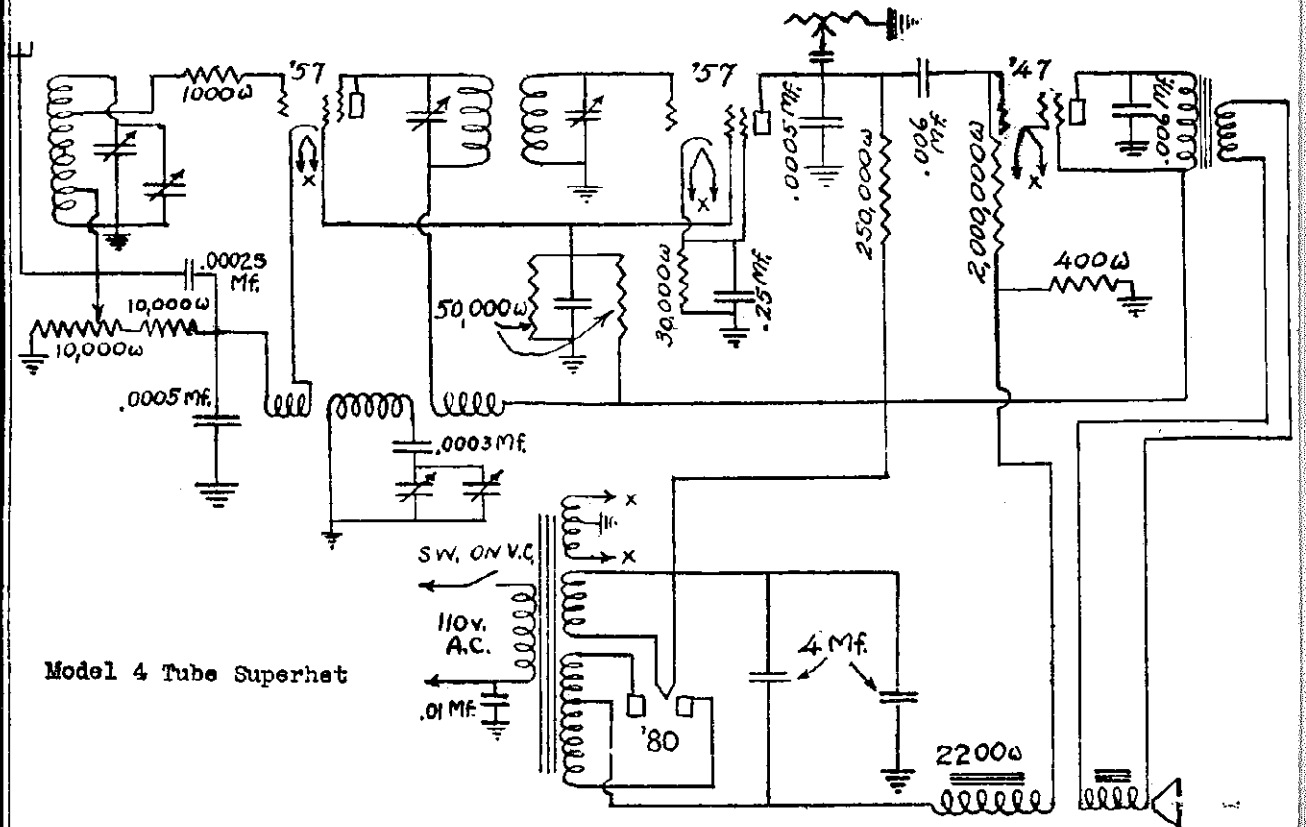 '57
'57
'47
1000ω
.0005 Mf.
.006 Mf.
.006 Mf.
250,000ω
2,000,000ω
.00025 Mf.
10,000ω
10,000ω
50,000ω
30,000ω
.25 Mf.
400ω
X
X
X
.0005 Mf.
.0003 Mf.
X
X
SW. ON V.C.
110 v.
A.C.
4 Mf.
Model 4 Tube Superhet
.01 Mf.
'80
2200ω